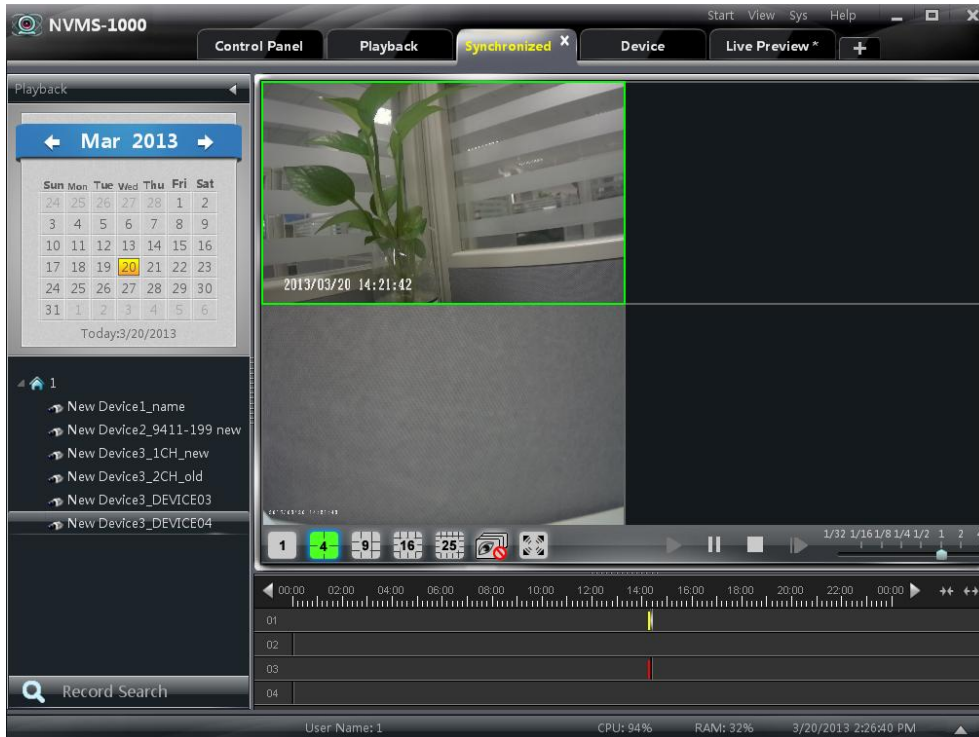 NVMS-1000
Start View Sys Help
Control Panel Playback Synchronized X Device Live Preview * +
Playback
Mar 2013
Sun Mon Tue Wed Thu Fri Sat
24 25 26 27 28 1 2
3 4 5 6 7 8 9
10 11 12 13 14 15 16
17 18 19 20 21 22 23
24 25 26 27 28 29 30
31 1 2 3 4 5 6
Today:3/20/2013
2013/03/20 14:21:42
1
New Device1_name
New Device2_9411-199 new
New Device3_1CH_new
New Device3_2CH_old
New Device3_DEVICE03
New Device3_DEVICE04
1 4 9 16 25
1/32 1/16 1/8 1/4 1/2 1 2 4
00:00 02:00 04:00 06:00 08:00 10:00 12:00 14:00 16:00 18:00 20:00 22:00 00:00
01
02
03
04
Record Search
User Name: 1 CPU: 94% RAM: 32% 3/20/2013 2:26:40 PM